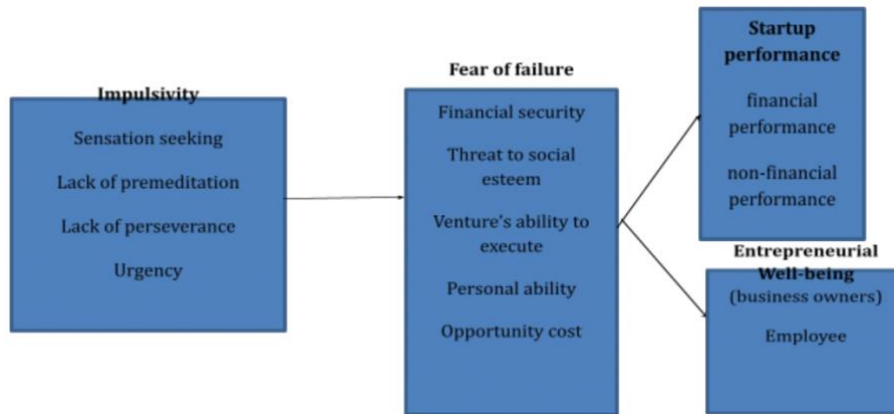 Impulsivity
Sensation seeking
Lack of premeditation
Lack of perseverance
Urgency
Fear of failure
Financial security
Threat to social
esteem
Venture's ability to
execute
Personal ability
Opportunity cost
Startup
performance
financial
performance
non-financial
performance
Entrepreneurial
Well-being
(business owners)
Employee